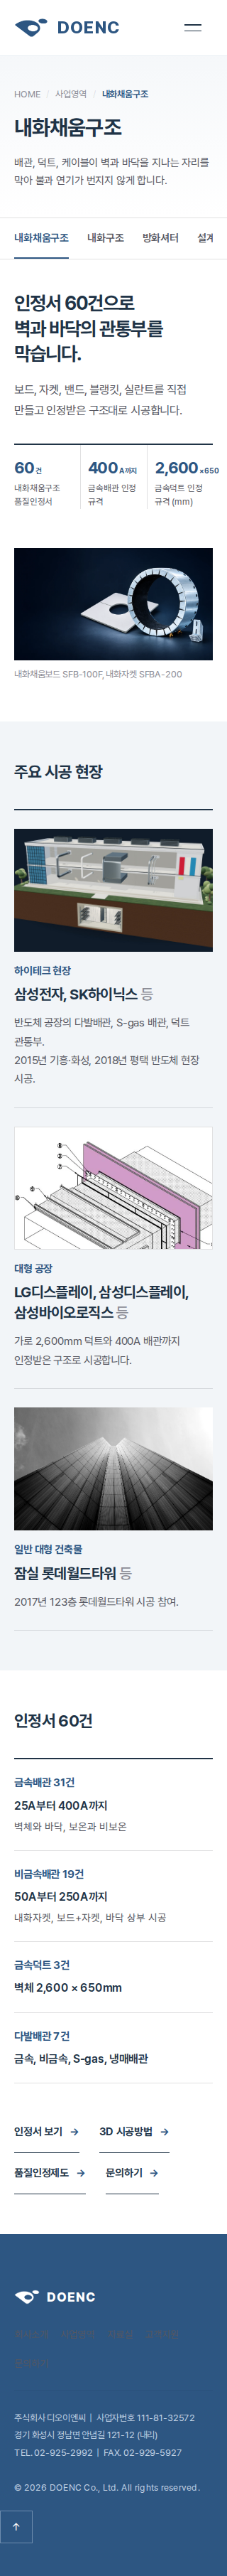 DOENC
HOME / 사업영역 / 내화채움구조
내화채움구조
배관, 덕트, 케이블이 벽과 바닥을 지나는 자리를
막아 불과 연기가 번지지 않게 합니다.
내화채움구조 내화구조 방화셔터 설계
인정서 60건으로
벽과 바닥의 관통부를
막습니다.
보드, 자켓, 밴드, 블랭킷, 실란트를 직접
만들고 인정받은 구조대로 시공합니다.
60건 400A까지 2,600×650
내화채움구조 금속배관 인정 금속덕트 인정
품질인정서 규격 규격 (mm)
내화채움보드 SFB-100F, 내화자켓 SFBA-200
주요 시공 현장
하이테크 현장
삼성전자, SK하이닉스 등
반도체 공장의 다발배관, S-gas 배관, 덕트
관통부.
2015년 기흥·화성, 2018년 평택 반도체 현장
시공.
대형 공장
LG디스플레이, 삼성디스플레이,
삼성바이오로직스 등
가로 2,600mm 덕트와 400A 배관까지
인정받은 구조로 시공합니다.
일반 대형 건축물
잠실 롯데월드타워 등
2017년 123층 롯데월드타워 시공 참여.
인정서 60건
금속배관 31건
25A부터 400A까지
벽체와 바닥, 보온과 비보온
비금속배관 19건
50A부터 250A까지
내화자켓, 보드+자켓, 바닥 상부 시공
금속덕트 3건
벽체 2,600 × 650mm
다발배관 7건
금속, 비금속, S-gas, 냉매배관
인정서 보기 → 3D 시공방법 →
품질인정제도 → 문의하기 →
DOENC
주식회사 디오이엔씨 | 사업자번호 111-81-32572
경기 화성시 정남면 안녕길 121-12 (내리)
TEL. 02-925-2992 | FAX. 02-929-5927
© 2026 DOENC Co., Ltd. All rights reserved.
↑